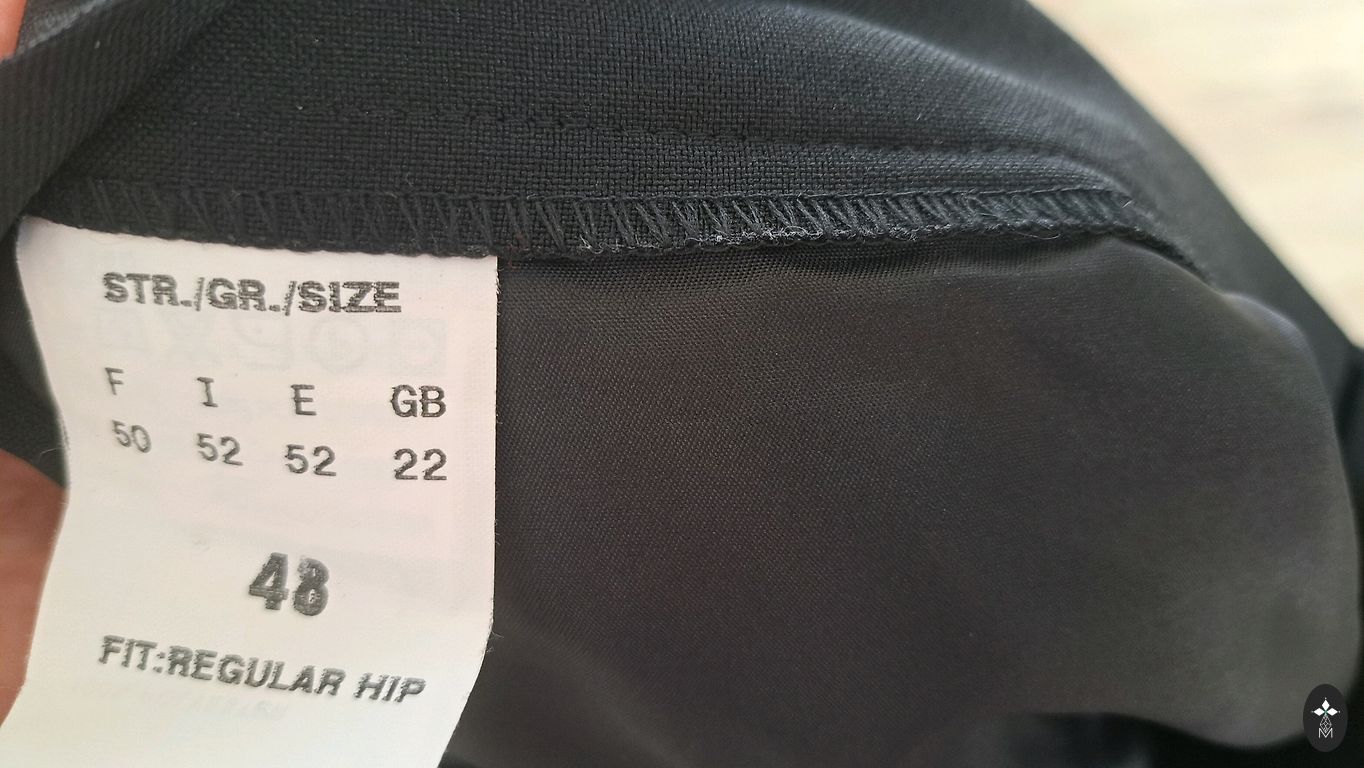 STR./GR./SIZE
F I E GB
50 52 52 22
48
FIT:REGULAR HIP
M